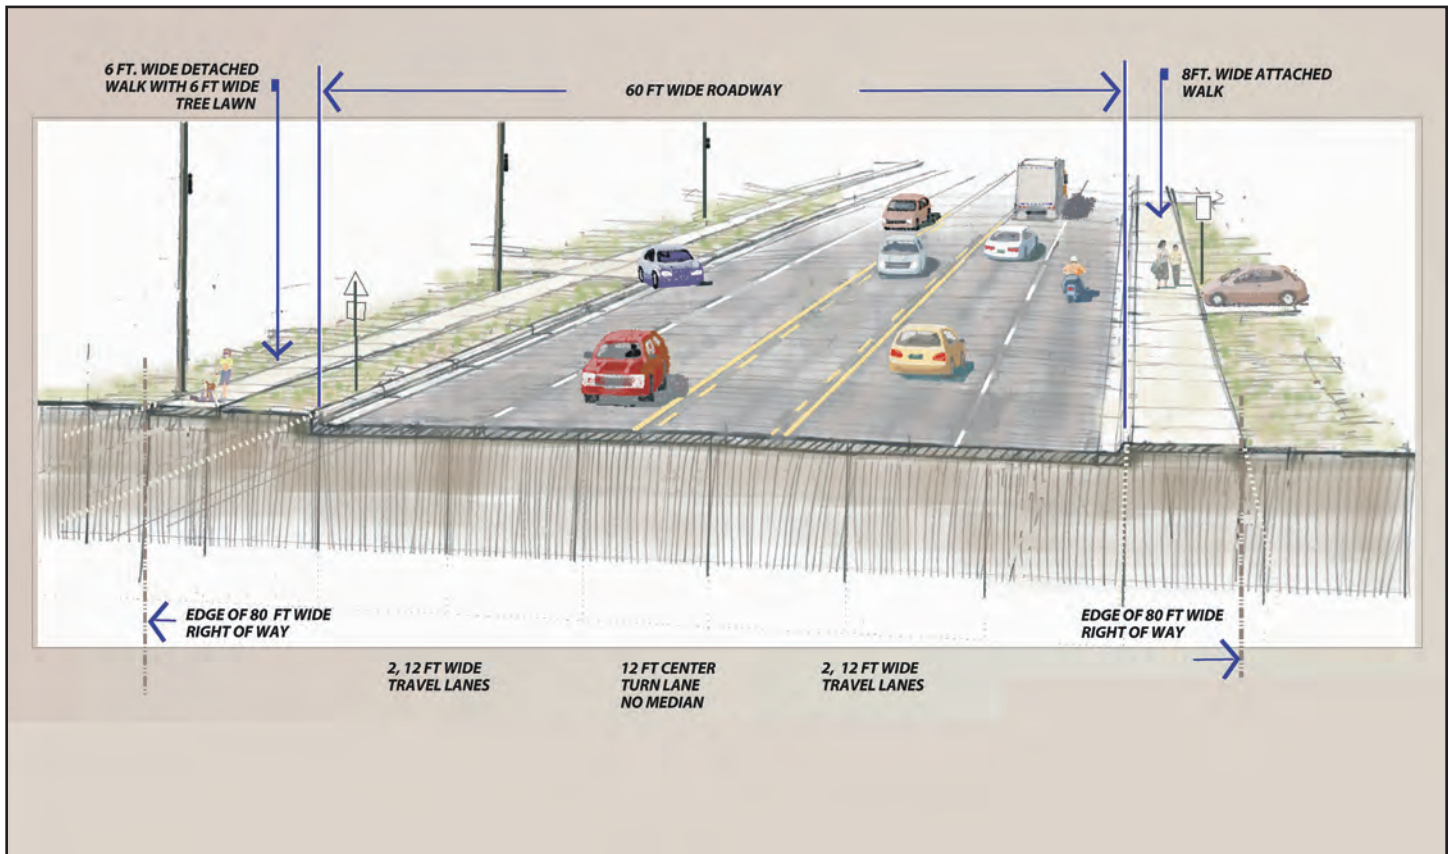 6 FT. WIDE DETACHED
WALK WITH 6 FT WIDE
TREE LAWN
60 FT WIDE ROADWAY
8FT. WIDE ATTACHED
WALK
EDGE OF 80 FT WIDE
RIGHT OF WAY
EDGE OF 80 FT WIDE
RIGHT OF WAY
2, 12 FT WIDE
TRAVEL LANES
12 FT CENTER
TURN LANE
NO MEDIAN
2, 12 FT WIDE
TRAVEL LANES